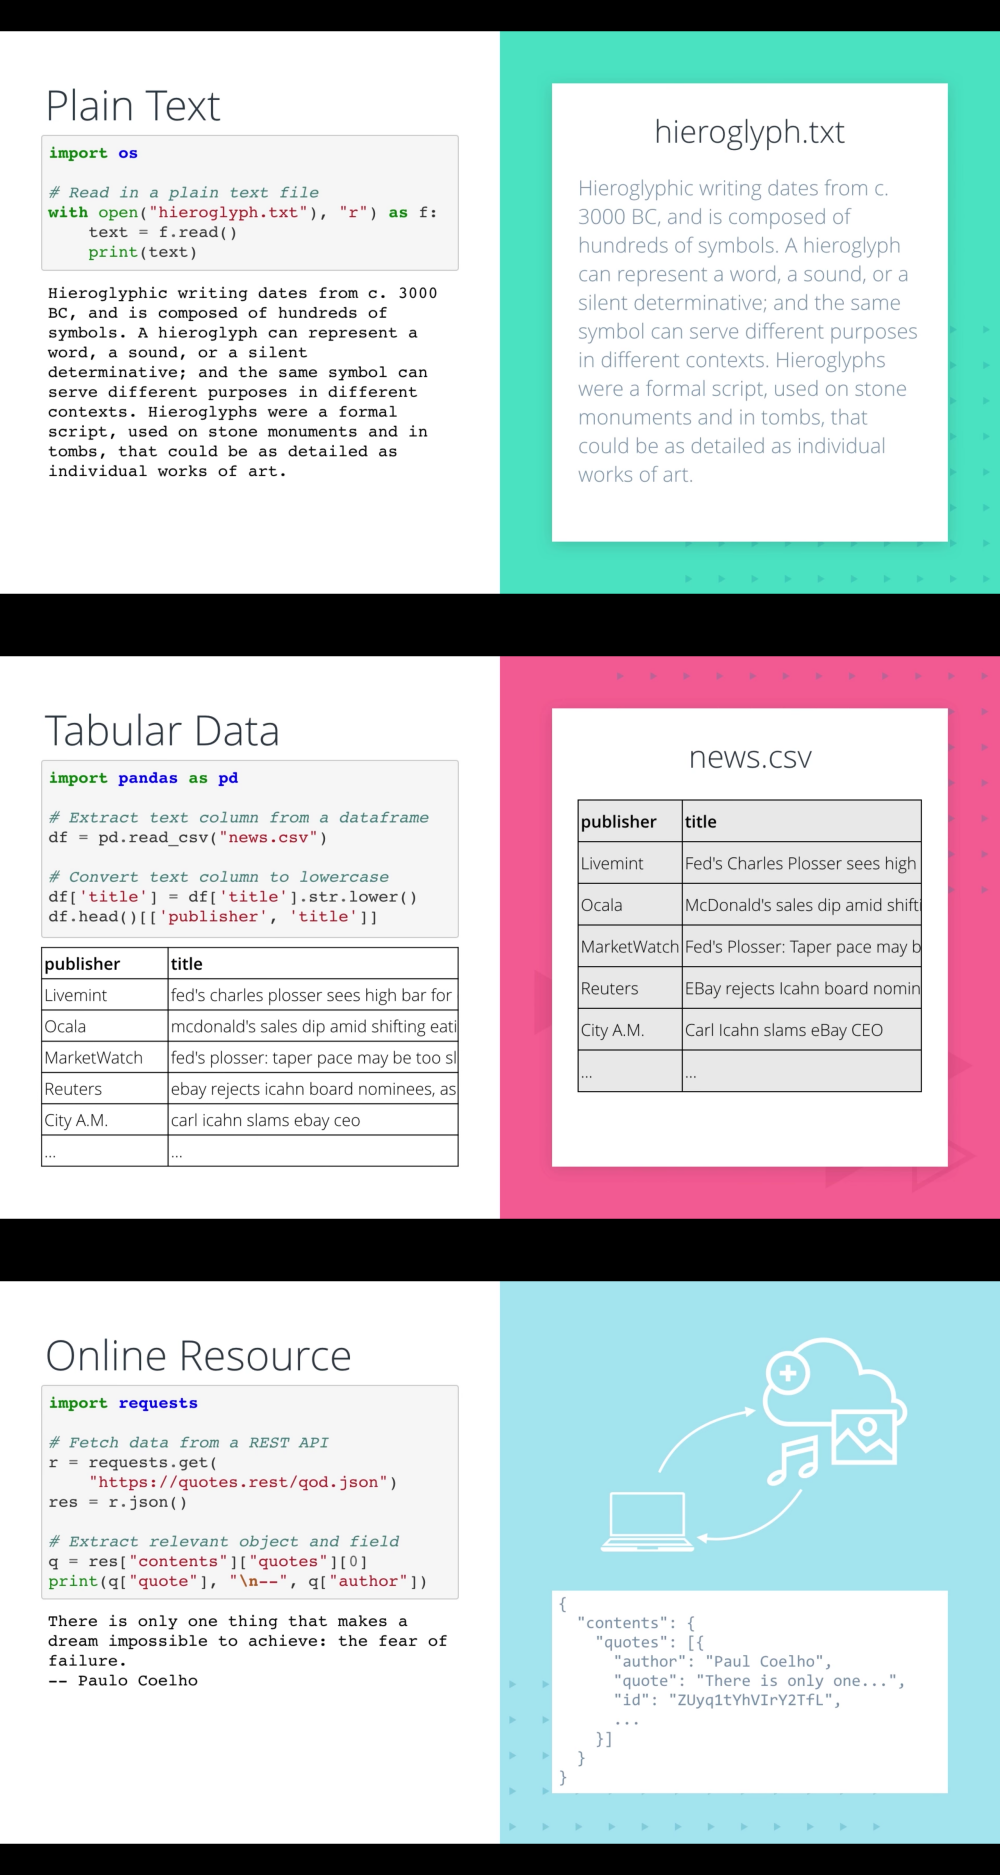 Plain Text
import os
# Read in a plain text file
with open("hieroglyph.txt"), "r") as f:
    text = f.read()
    print(text)
Hieroglyphic writing dates from c. 3000
BC, and is composed of hundreds of
symbols. A hieroglyph can represent a
word, a sound, or a silent
determinative; and the same symbol can
serve different purposes in different
contexts. Hieroglyphs were a formal
script, used on stone monuments and in
tombs, that could be as detailed as
individual works of art.
hieroglyph.txt
Hieroglyphic writing dates from c.
3000 BC, and is composed of
hundreds of symbols. A hieroglyph
can represent a word, a sound, or a
silent determinative; and the same
symbol can serve different purposes
in different contexts. Hieroglyphs
were a formal script, used on stone
monuments and in tombs, that
could be as detailed as individual
works of art.
Tabular Data
import pandas as pd
# Extract text column from a dataframe
df = pd.read_csv("news.csv")
# Convert text column to lowercase
df['title'] = df['title'].str.lower()
df.head()[['publisher', 'title']]
publisher title
Livemint fed's charles plosser sees high bar for
Ocala mcdonald's sales dip amid shifting eati
MarketWatch fed's plosser: taper pace may be too sl
Reuters ebay rejects icahn board nominees, as
City A.M. carl icahn slams ebay ceo
... ...
news.csv
publisher title
Livemint Fed's Charles Plosser sees high
Ocala McDonald's sales dip amid shifti
MarketWatch Fed's Plosser: Taper pace may b
Reuters EBay rejects Icahn board nomin
City A.M. Carl Icahn slams eBay CEO
... ...
Online Resource
import requests
# Fetch data from a REST API
r = requests.get(
    "https://quotes.rest/qod.json")
res = r.json()
# Extract relevant object and field
q = res["contents"]["quotes"][0]
print(q["quote"], "\n--", q["author"])
There is only one thing that makes a
dream impossible to achieve: the fear of
failure.
-- Paulo Coelho
{
  "contents": {
    "quotes": [{
      "author": "Paul Coelho",
      "quote": "There is only one...",
      "id": "ZUyq1tYhVIrY2TfL",
      ...
    }]
  }
}